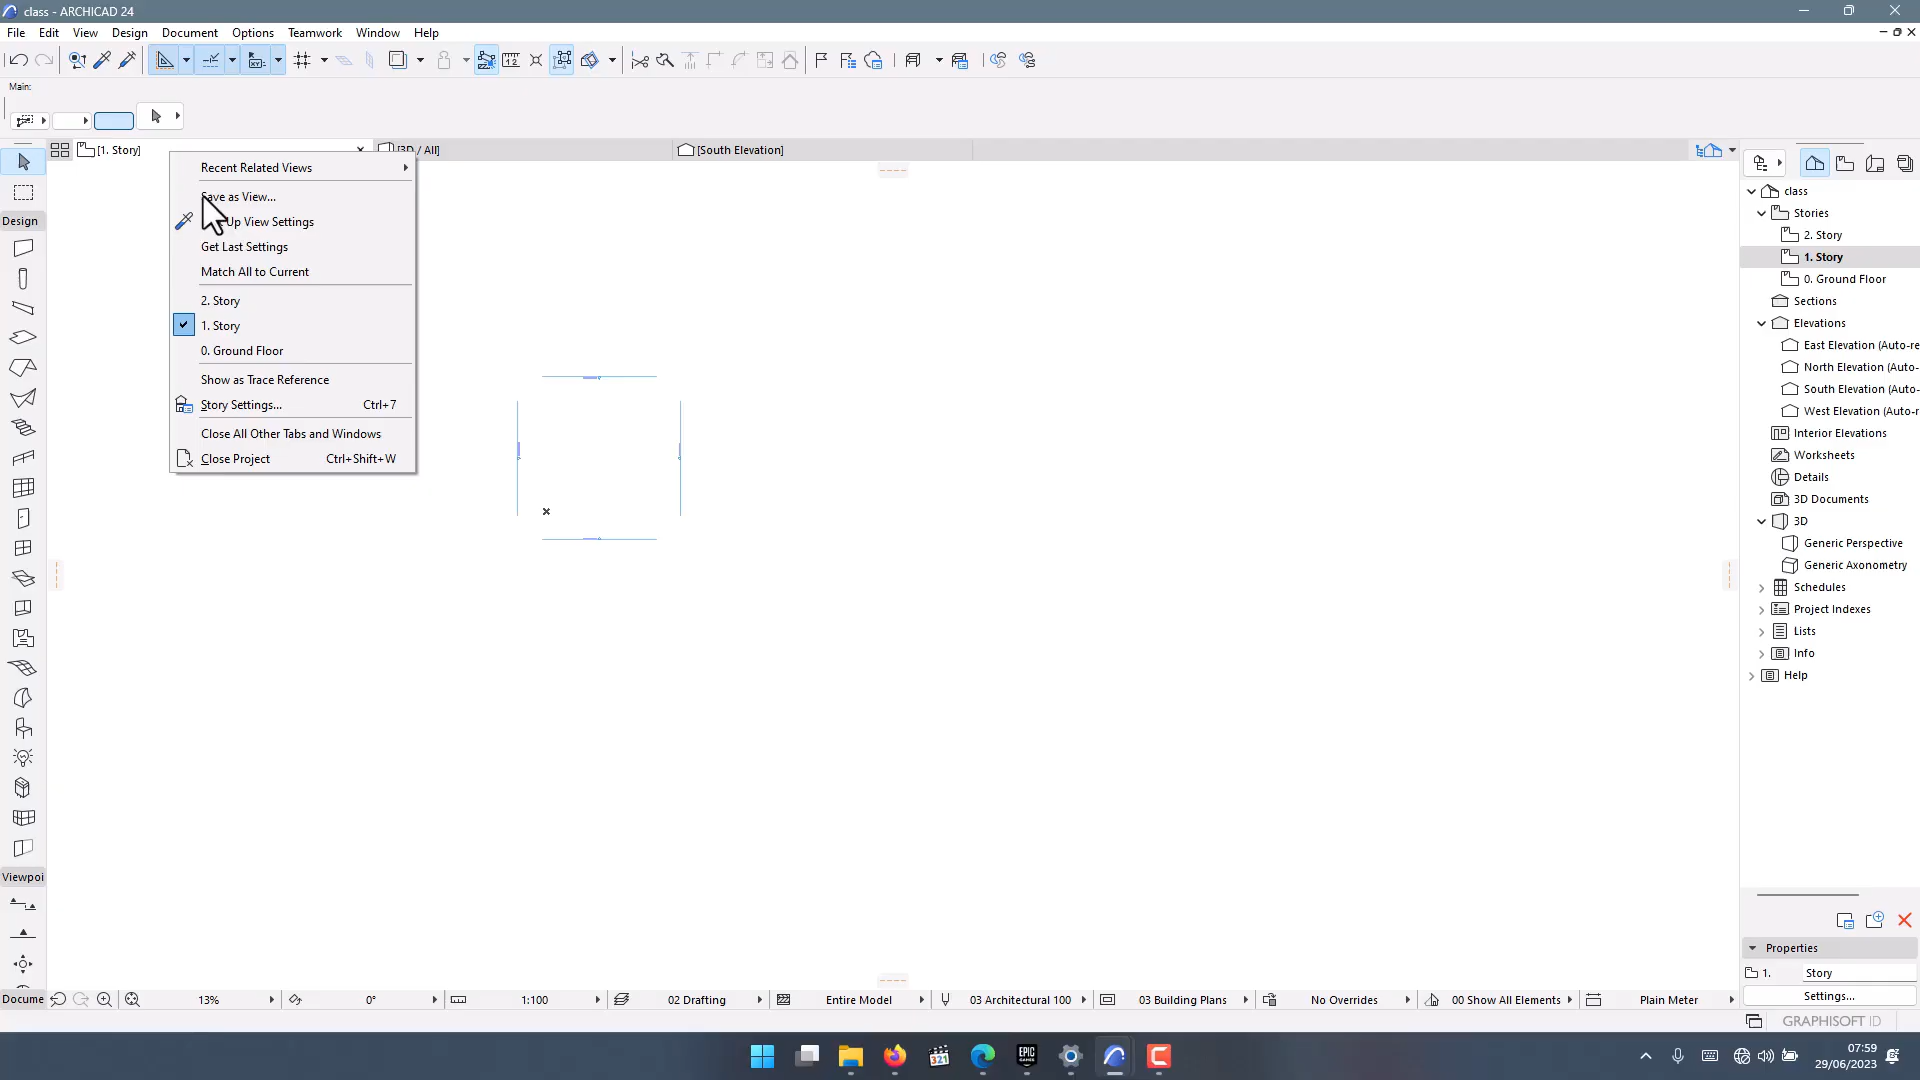 class - ARCHICAD 24
File Edit View Design Document Options Teamwork Window Help
Main:
[1. Story]
[3D / All]
[South Elevation]
Recent Related Views
Save as View...
Up View Settings
Get Last Settings
Match All to Current
2. Story
1. Story
0. Ground Floor
Show as Trace Reference
Story Settings... Ctrl+7
Close All Other Tabs and Windows
Close Project Ctrl+Shift+W
Design
Viewpoi
Docume
class
Stories
2. Story
1. Story
0. Ground Floor
Sections
Elevations
East Elevation (Auto-re
North Elevation (Auto-
South Elevation (Auto-
West Elevation (Auto-r
Interior Elevations
Worksheets
Details
3D Documents
3D
Generic Perspective
Generic Axonometry
Schedules
Project Indexes
Lists
Info
Help
Properties
1. Story
Settings...
13% 0° 1:100 02 Drafting Entire Model 03 Architectural 100 03 Building Plans No Overrides 00 Show All Elements Plain Meter
GRAPHISOFT ID
321
EPIC GAMES
07:59
29/06/2023